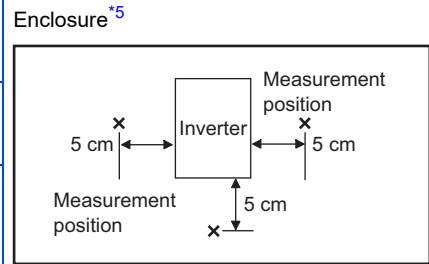 Enclosure*5
Measurement
position
Inverter
5 cm
5 cm
Measurement
position
5 cm